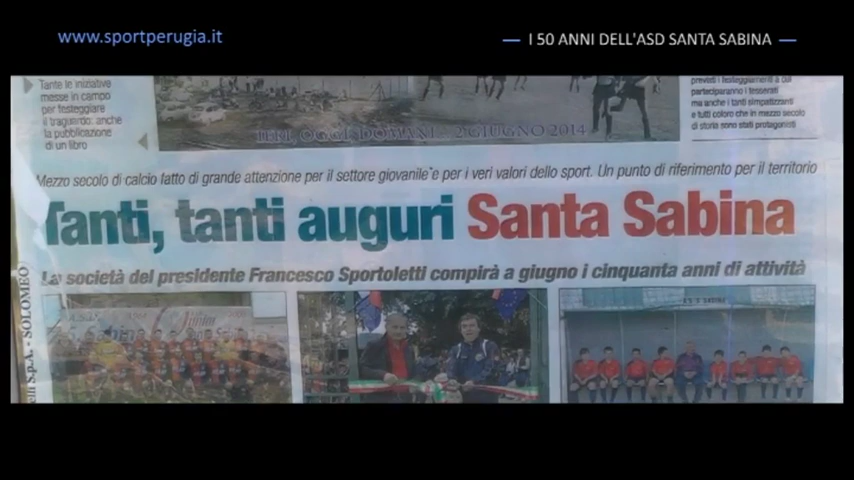 www.sportperugia.it
— I 50 ANNI DELL'ASD SANTA SABINA —
Tante le iniziative
messe in campo
per festeggiare
il traguardo: anche
la pubblicazione
di un libro
IERI, OGGI, DOMANI... 2 GIUGNO 2014
previsti i festeggiamenti a cui
parteciperanno i tesserati
ma anche i tanti simpatizzanti
e tutti coloro che in mezzo secolo
di storia sono stati protagonisti
Mezzo secolo di calcio fatto di grande attenzione per il settore giovanile e per i veri valori dello sport. Un punto di riferimento per il territorio
Tanti, tanti auguri Santa Sabina
La società del presidente Francesco Sportoletti compirà a giugno i cinquanta anni di attività
S.p.A. - SOLOMEO